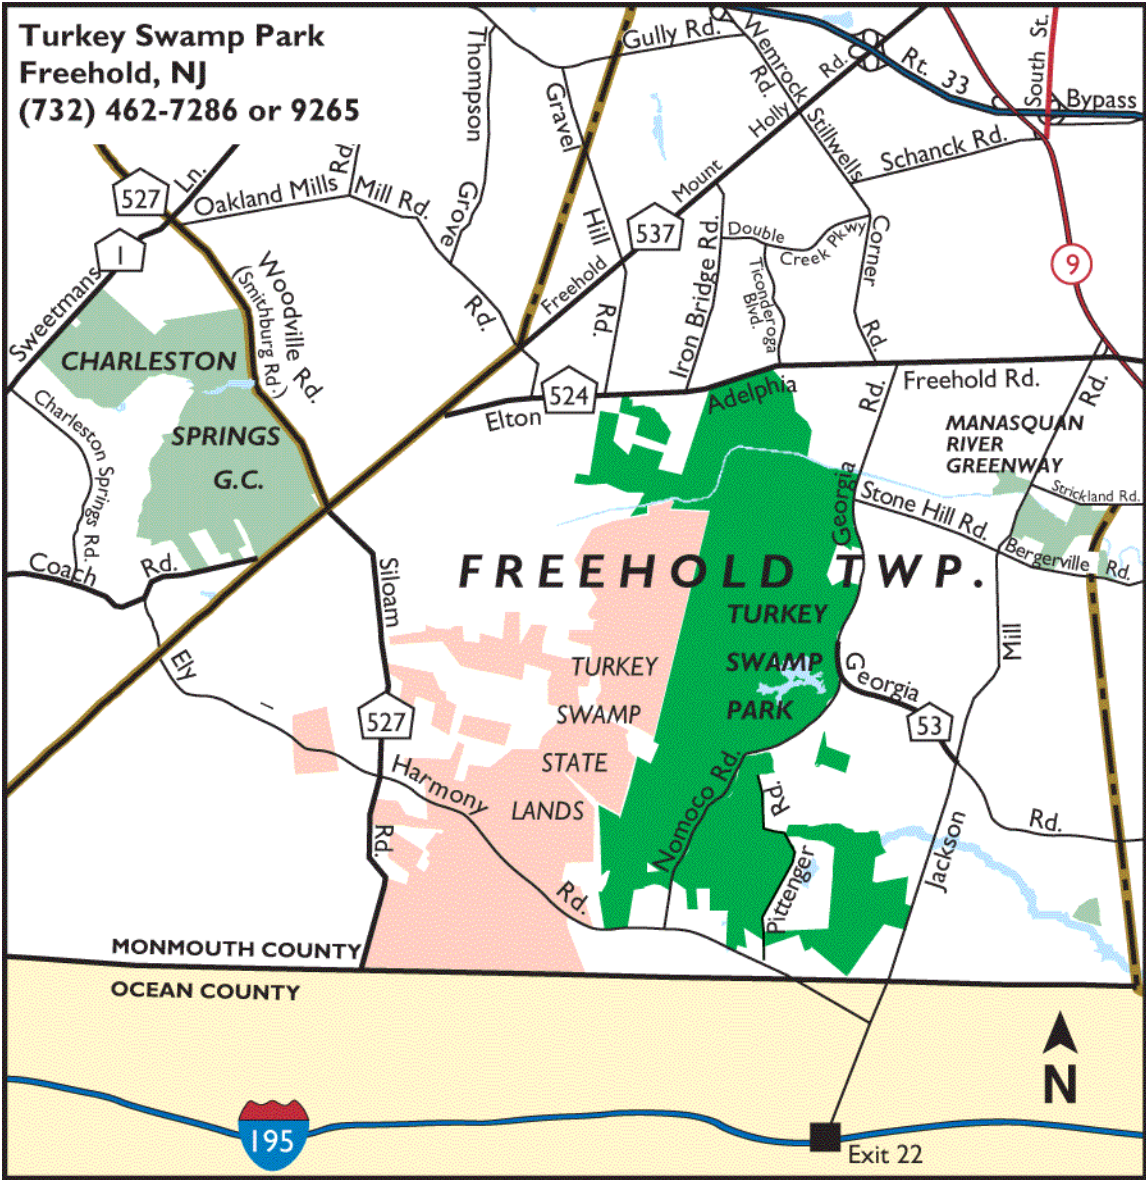 Turkey Swamp Park
Freehold, NJ
(732) 462-7286 or 9265
Thompson
Grove
Gully Rd.
Gravel
Hill
Rd.
Wemrock
Rd.
Stillwells
Corner
Rd.
Rt. 33
South St.
Bypass
Schanck Rd.
Freehold
Mount
Holly
Rd.
537
527
Ln.
Oakland Mills
Rd
Mill Rd.
Rd.
1
Sweetmans
Woodville Rd.
(Smithburg Rd.)
Iron Bridge Rd.
Double
Creek Pkwy
Ticonderoga
Blvd.
9
CHARLESTON
SPRINGS
G.C.
Charleston Springs Rd.
524
Elton
Adelphia
Rd.
Freehold Rd.
Rd.
MANASQUAN
RIVER
GREENWAY
Strickland Rd.
Georgia
Stone Hill Rd.
Bergerville
Rd.
Coach
Rd.
Siloam
FREEHOLD TWP.
TURKEY
SWAMP
PARK
TURKEY
SWAMP
STATE
LANDS
Mill
Ely
Georgia
53
527
Harmony
Rd.
Nomoco Rd.
Rd.
Pittenger
Rd.
Jackson
Rd.
MONMOUTH COUNTY
OCEAN COUNTY
N
195
Exit 22